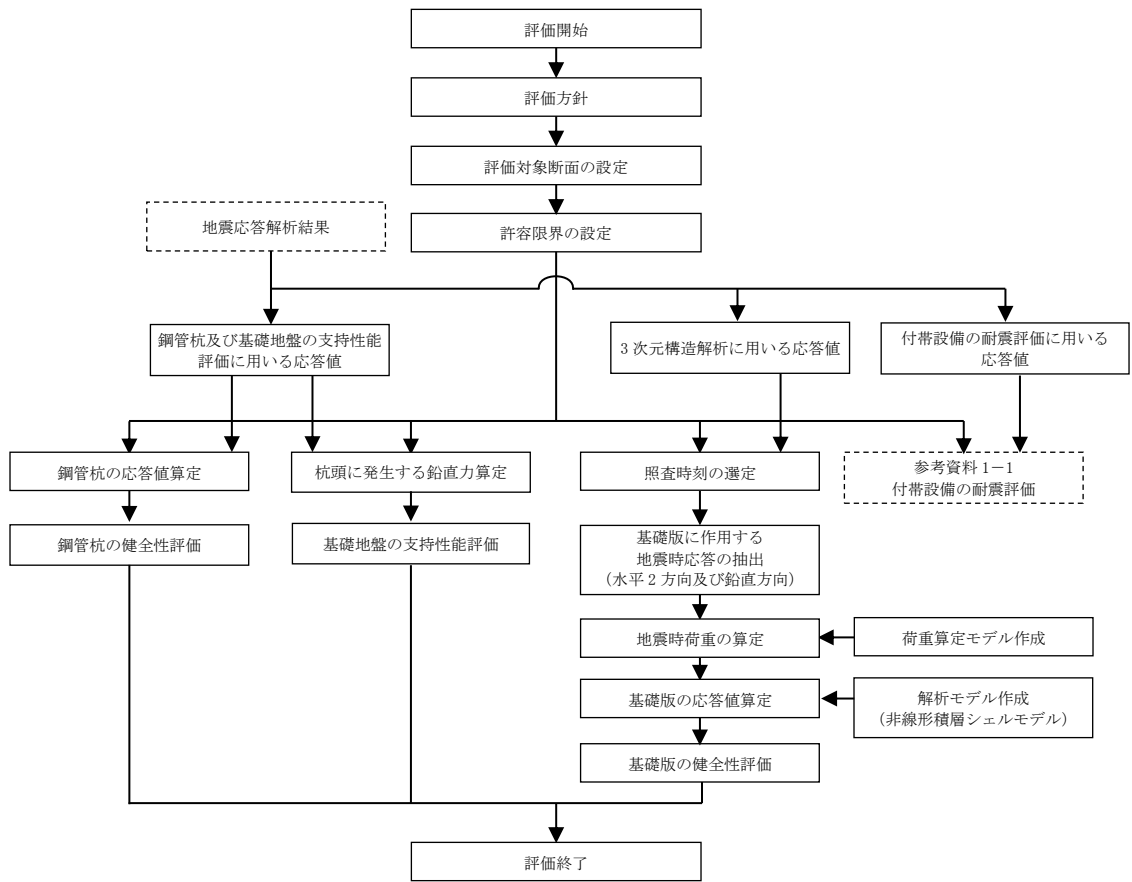 評価開始
評価方針
評価対象断面の設定
地震応答解析結果
許容限界の設定
鋼管杭及び基礎地盤の支持性能
評価に用いる応答値
3次元構造解析に用いる応答値
付帯設備の耐震評価に用いる
応答値
鋼管杭の応答値算定
杭頭に発生する鉛直力算定
照査時刻の選定
参考資料1-1
付帯設備の耐震評価
鋼管杭の健全性評価
基礎地盤の支持性能評価
基礎版に作用する
地震時応答の抽出
（水平2方向及び鉛直方向）
地震時荷重の算定
荷重算定モデル作成
基礎版の応答値算定
解析モデル作成
（非線形積層シェルモデル）
基礎版の健全性評価
評価終了